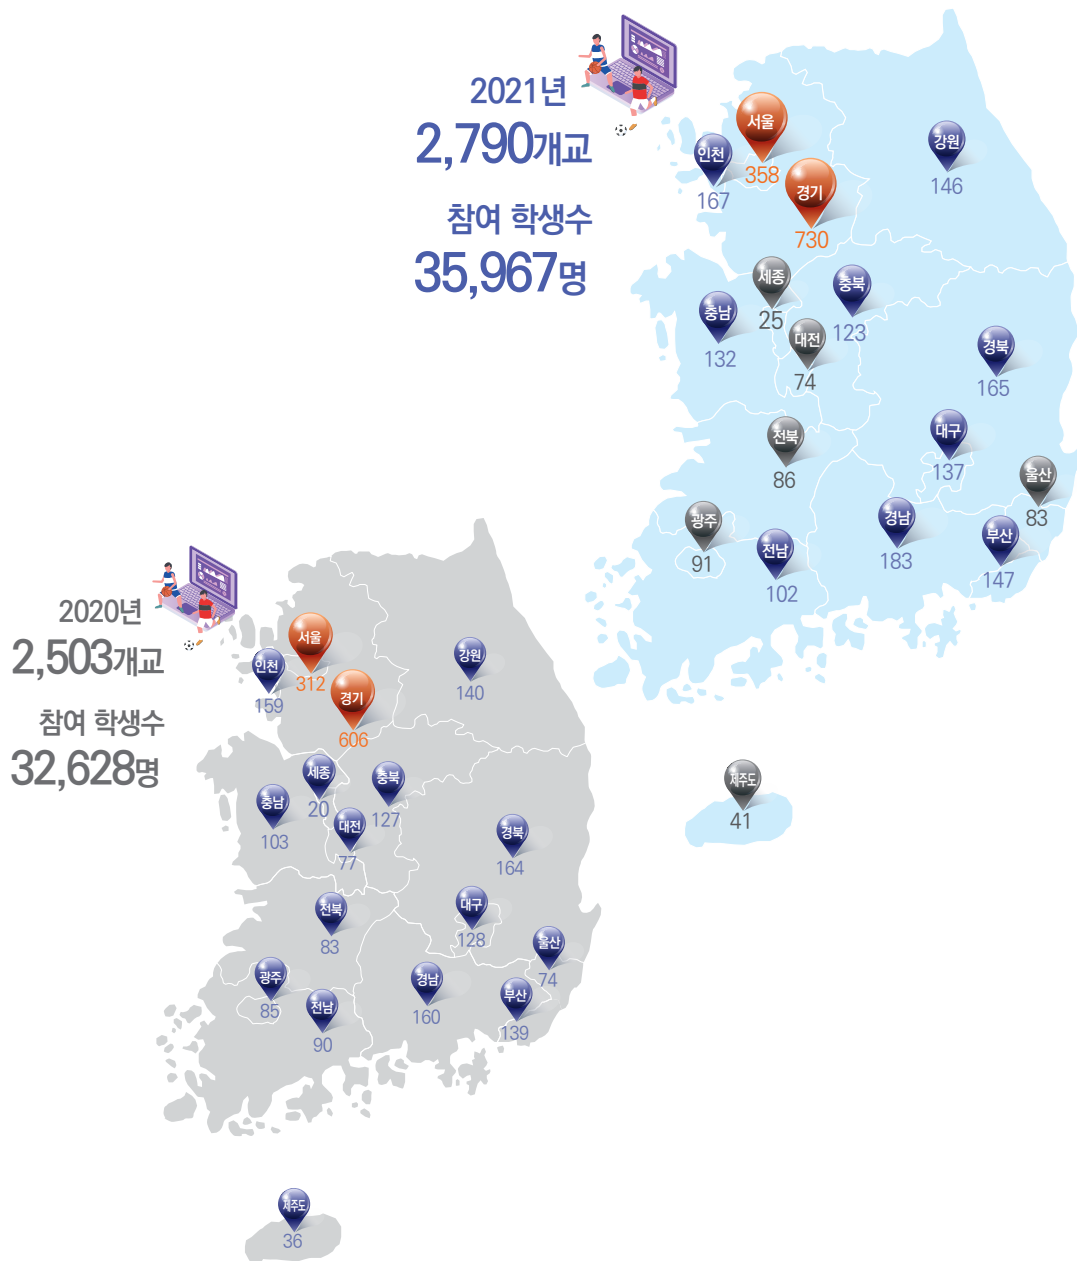 2021년
2,790개교
참여 학생수
35,967명
서울
358
인천
167
경기
730
강원
146
세종
25
충북
123
충남
132
대전
74
경북
165
전북
86
대구
137
울산
83
광주
91
전남
102
경남
183
부산
147
제주도
41
2020년
2,503개교
참여 학생수
32,628명
서울
312
인천
159
경기
606
강원
140
세종
20
충북
127
충남
103
대전
77
경북
164
전북
83
대구
128
울산
74
광주
85
전남
90
경남
160
부산
139
제주도
36